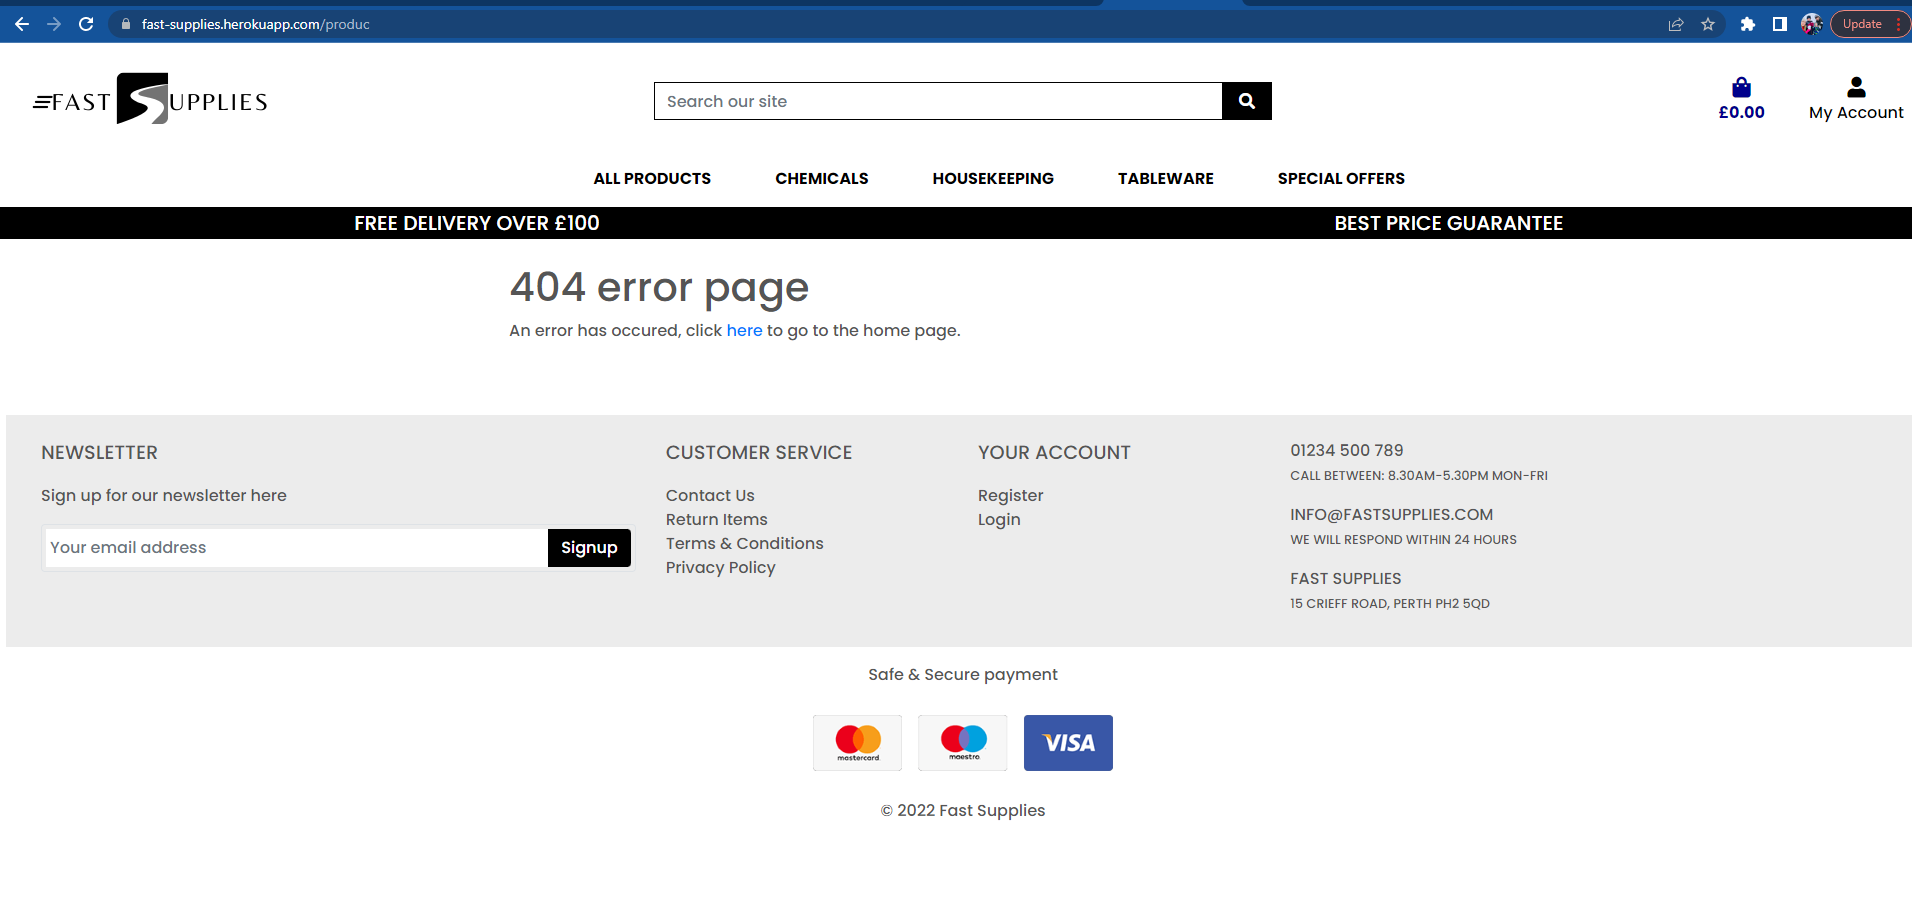 fast-supplies.herokuapp.com/produc
Update
FAST SUPPLIES
Search our site
£0.00
My Account
ALL PRODUCTS CHEMICALS HOUSEKEEPING TABLEWARE SPECIAL OFFERS
FREE DELIVERY OVER £100 BEST PRICE GUARANTEE
404 error page
An error has occured, click here to go to the home page.
NEWSLETTER
Sign up for our newsletter here
Your email address Signup
CUSTOMER SERVICE
Contact Us
Return Items
Terms & Conditions
Privacy Policy
YOUR ACCOUNT
Register
Login
01234 500 789
CALL BETWEEN: 8.30AM-5.30PM MON-FRI
INFO@FASTSUPPLIES.COM
WE WILL RESPOND WITHIN 24 HOURS
FAST SUPPLIES
15 CRIEFF ROAD, PERTH PH2 5QD
Safe & Secure payment
mastercard maestro VISA
© 2022 Fast Supplies